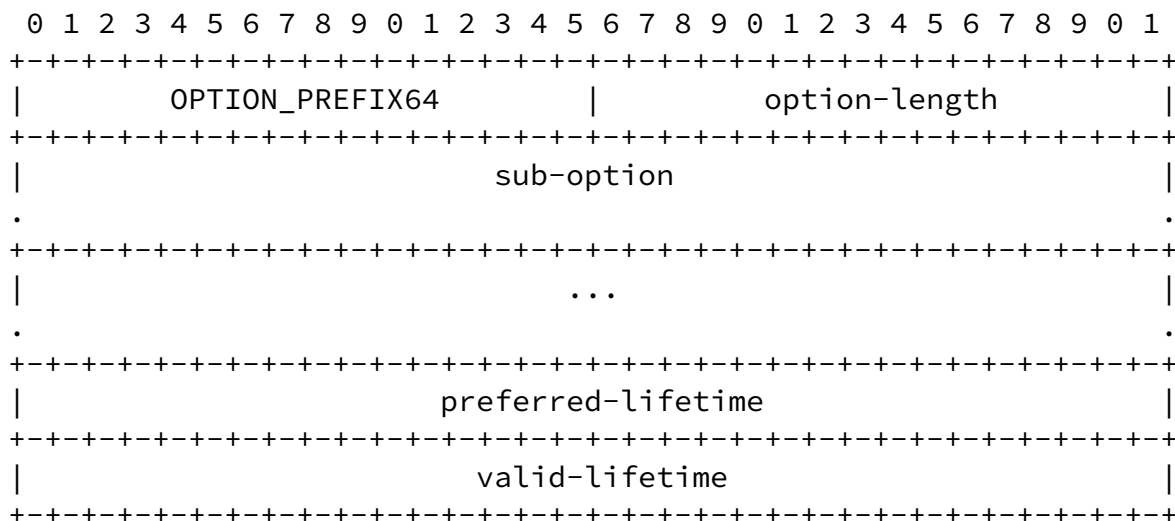 0 1 2 3 4 5 6 7 8 9 0 1 2 3 4 5 6 7 8 9 0 1 2 3 4 5 6 7 8 9 0 1
+-+-+-+-+-+-+-+-+-+-+-+-+-+-+-+-+-+-+-+-+-+-+-+-+-+-+-+-+-+-+-+-+
|        OPTION_PREFIX64        |         option-length         |
+-+-+-+-+-+-+-+-+-+-+-+-+-+-+-+-+-+-+-+-+-+-+-+-+-+-+-+-+-+-+-+-+
|                          sub-option                           |
.                                                               .
+-+-+-+-+-+-+-+-+-+-+-+-+-+-+-+-+-+-+-+-+-+-+-+-+-+-+-+-+-+-+-+-+
|                              ...                              |
.                                                               .
+-+-+-+-+-+-+-+-+-+-+-+-+-+-+-+-+-+-+-+-+-+-+-+-+-+-+-+-+-+-+-+-+
|                       preferred-lifetime                      |
+-+-+-+-+-+-+-+-+-+-+-+-+-+-+-+-+-+-+-+-+-+-+-+-+-+-+-+-+-+-+-+-+
|                         valid-lifetime                        |
+-+-+-+-+-+-+-+-+-+-+-+-+-+-+-+-+-+-+-+-+-+-+-+-+-+-+-+-+-+-+-+-+